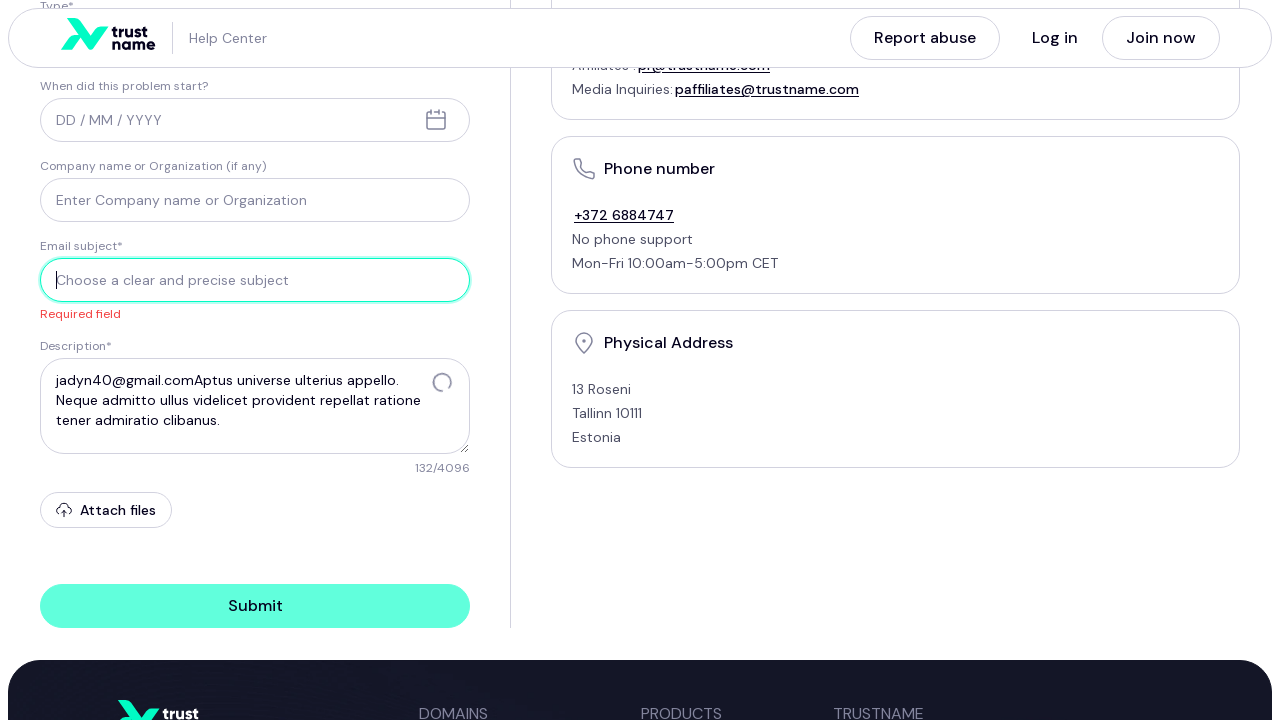 Type*
trust
name
Help Center
Report abuse
Log in
Join now
When did this problem start?
DD / MM / YYYY
Company name or Organization (if any)
Enter Company name or Organization
Email subject*
Choose a clear and precise subject
Required field
Description*
jadyn40@gmail.comAptus universe ulterius appello.
Neque admitto ullus videlicet provident repellat ratione
tener admiratio clibanus.
132/4096
Attach files
Submit
Affiliates : pr@trustname.com
Media Inquiries: paffiliates@trustname.com
Phone number
+372 6884747
No phone support
Mon-Fri 10:00am-5:00pm CET
Physical Address
13 Roseni
Tallinn 10111
Estonia
trust
DOMAINS
PRODUCTS
TRUSTNAME